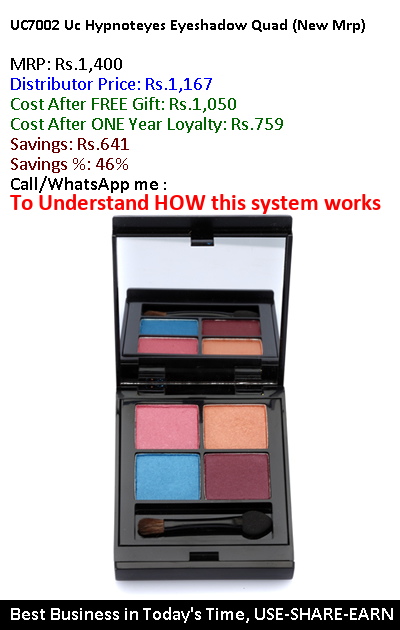 UC7002 Uc Hypnoteyes Eyeshadow Quad (New Mrp)
MRP: Rs.1,400
Distributor Price: Rs.1,167
Cost After FREE Gift: Rs.1,050
Cost After ONE Year Loyalty: Rs.759
Savings: Rs.641
Savings %: 46%
Call/WhatsApp me :
To Understand HOW this system works
Best Business in Today's Time, USE-SHARE-EARN